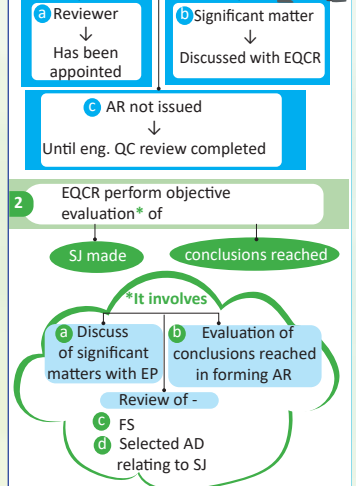 a Reviewer
↓
Has been
appointed
b Significant matter
↓
Discussed with EQCR
c AR not issued
↓
Until eng. QC review completed
2 EQCR perform objective
evaluation* of
SJ made
conclusions reached
*It involves
a Discuss
of significant
matters with EP
b Evaluation of
conclusions reached
in forming AR
Review of -
c FS
d Selected AD
relating to SJ